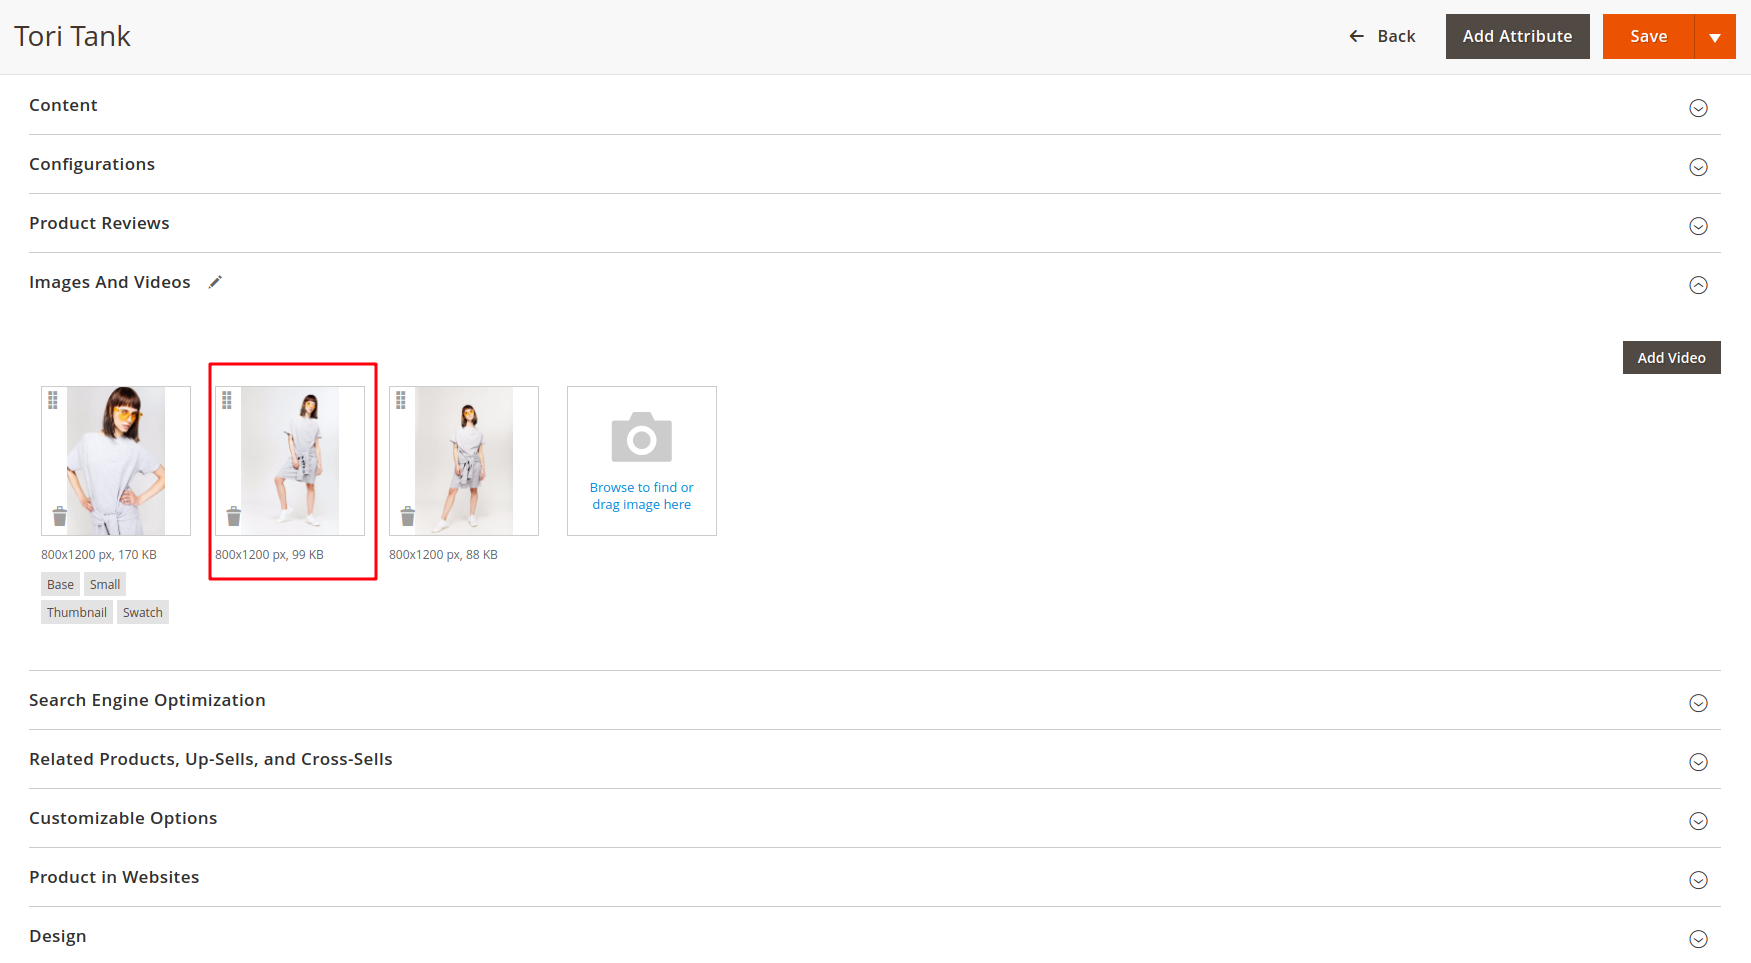 Tori Tank
Back
Add Attribute
Save
Content
Configurations
Product Reviews
Images And Videos
Add Video
Browse to find or
drag image here
800x1200 px, 170 KB
800x1200 px, 99 KB
800x1200 px, 88 KB
Base
Small
Thumbnail
Swatch
Search Engine Optimization
Related Products, Up-Sells, and Cross-Sells
Customizable Options
Product in Websites
Design